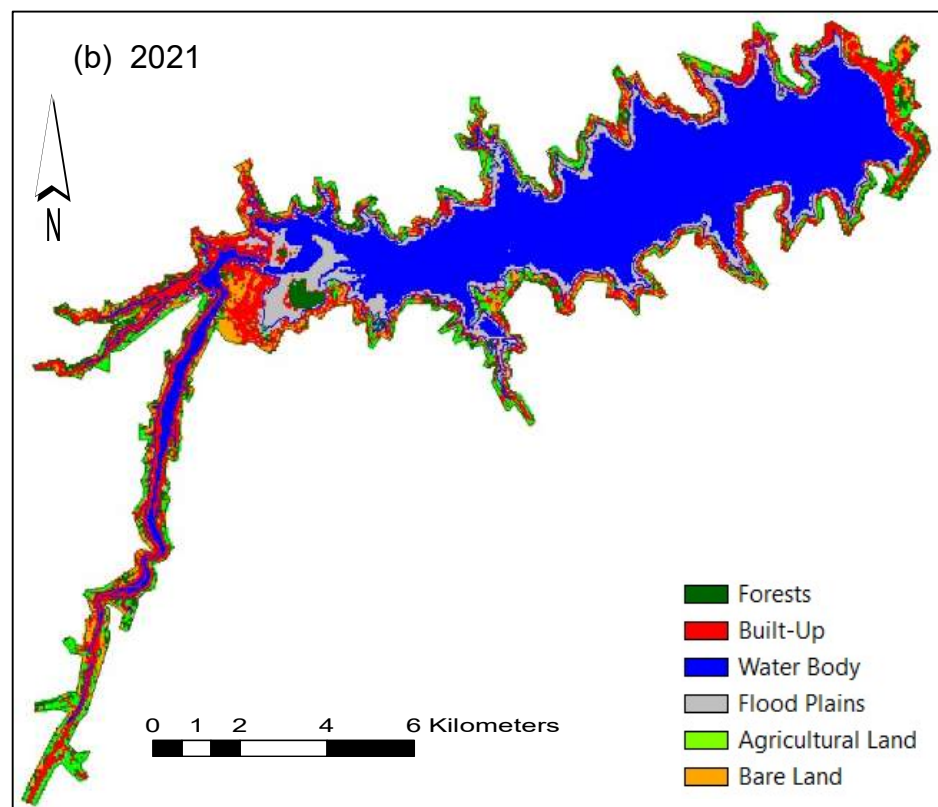 (b) 2021
N
Forests
Built-Up
Water Body
Flood Plains
Agricultural Land
Bare Land
0 1 2 4 6 Kilometers